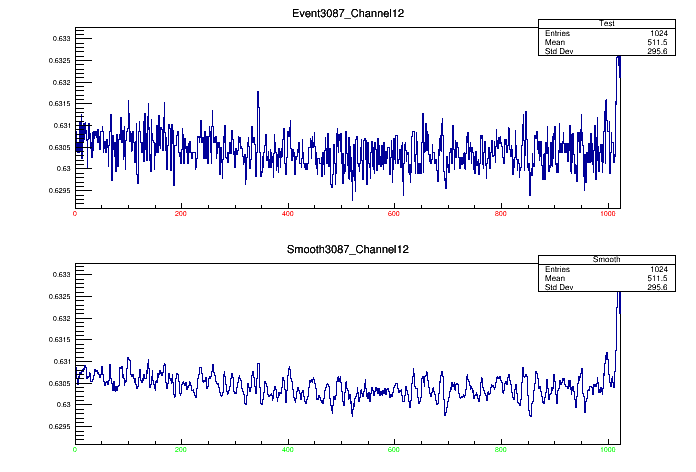 Event3087_Channel12
Test
Entries 1024
Mean 511.5
Std Dev 295.6
0.633
0.6325
0.632
0.6315
0.631
0.6305
0.63
0.6295
0 200 400 600 800 1000
Smooth3087_Channel12
Smooth
Entries 1024
Mean 511.5
Std Dev 295.6
0.633
0.6325
0.632
0.6315
0.631
0.6305
0.63
0.6295
0 200 400 600 800 1000